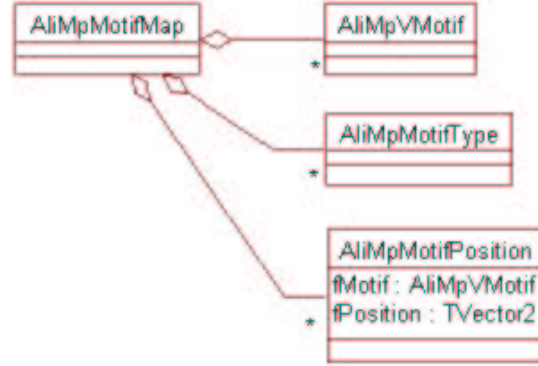 AliMpMotifMap
AliMpVMotif
*
AliMpMotifType
*
AliMpMotifPosition
fMotif : AliMpVMotif
fPosition : TVector2
*